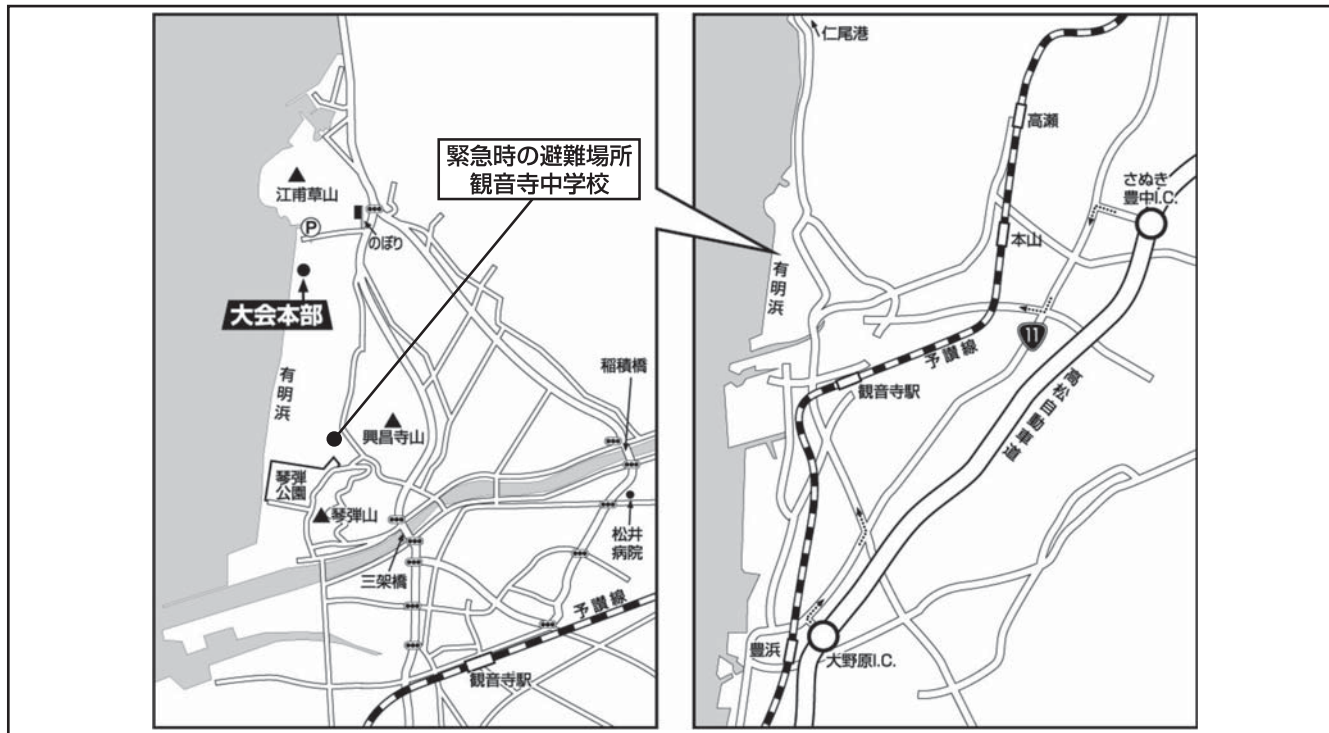 緊急時の避難場所
観音寺中学校
江甫草山
P
のぼり
大会本部
有明浜
稲積橋
興昌寺山
琴弾
公園
琴弾山
松井
病院
三架橋
予讃線
観音寺駅
仁尾港
高瀬
さぬき
豊中I.C.
本山
有明浜
11
予讃線
高松自動車道
観音寺駅
豊浜
大野原I.C.